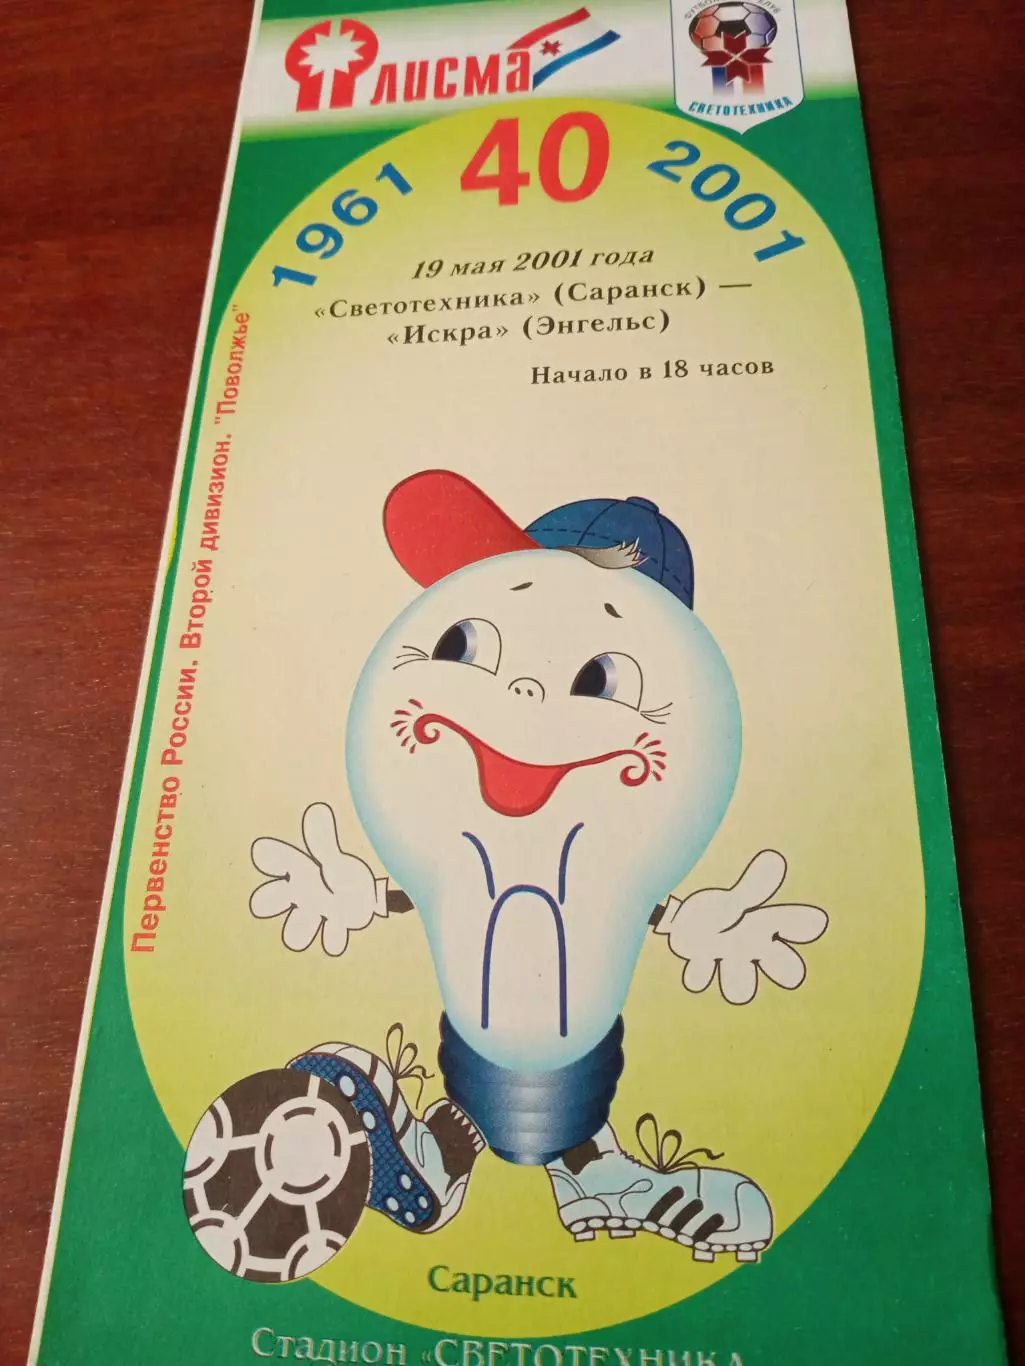 Лисма
СВЕТОТЕХНИКА
1961
40
2001
19 мая 2001 года
«Светотехника» (Саранск) —
«Искра» (Энгельс)
Начало в 18 часов
Первенство России. Второй дивизион. "Поволжье"
Саранск
Стадион «СВЕТОТЕХНИКА